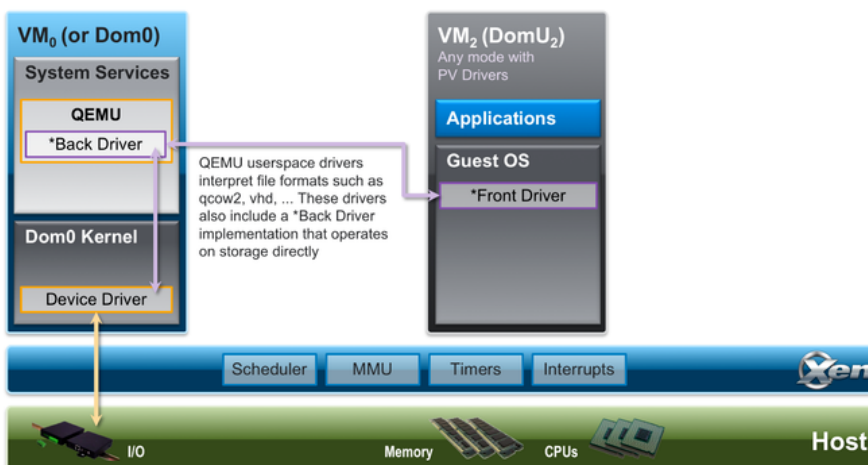 VM0 (or Dom0)
System Services
QEMU
*Back Driver
Dom0 Kernel
Device Driver
QEMU userspace drivers
interpret file formats such as
qcow2, vhd, ... These drivers
also include a *Back Driver
implementation that operates
on storage directly
VM2 (DomU2)
Any mode with
PV Drivers
Applications
Guest OS
*Front Driver
Scheduler
MMU
Timers
Interrupts
Xen
I/O
Memory
CPUs
Host